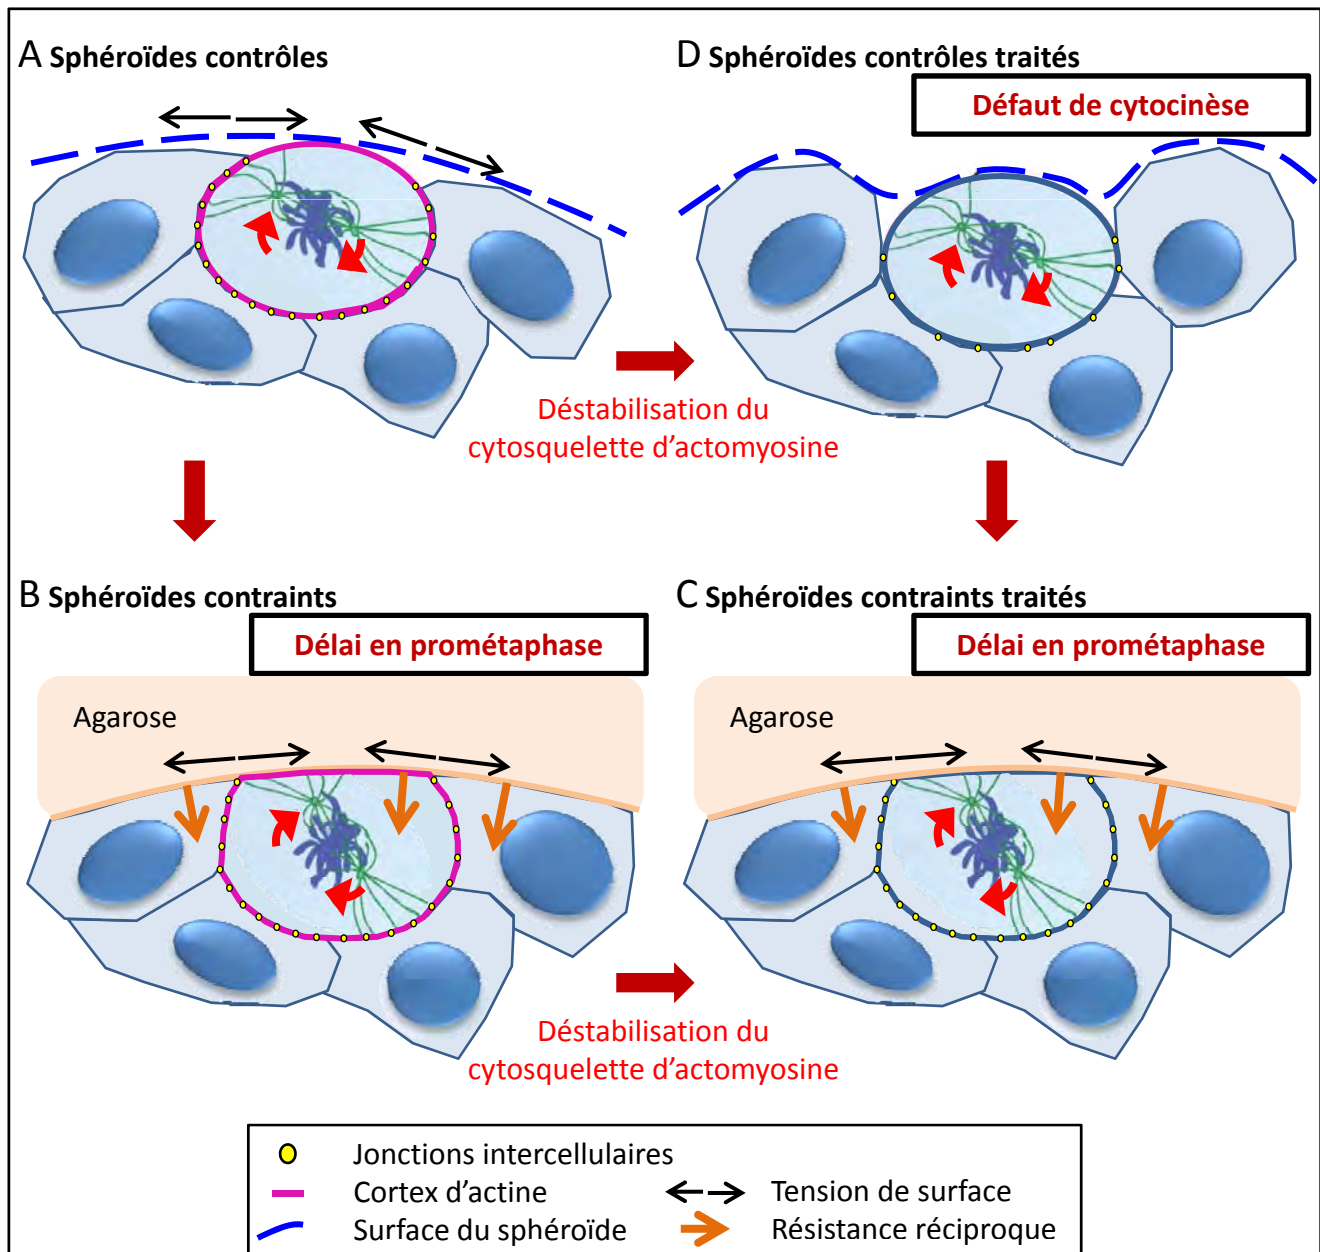 A Sphéroïdes contrôles
D Sphéroïdes contrôles traités
Défaut de cytocinèse
Déstabilisation du
cytosquelette d'actomyosine
B Sphéroïdes contraints
Délai en prométaphase
C Sphéroïdes contraints traités
Délai en prométaphase
Agarose
Agarose
Déstabilisation du
cytosquelette d'actomyosine
Jonctions intercellulaires
Cortex d'actine
Tension de surface
Surface du sphéroïde
Résistance réciproque